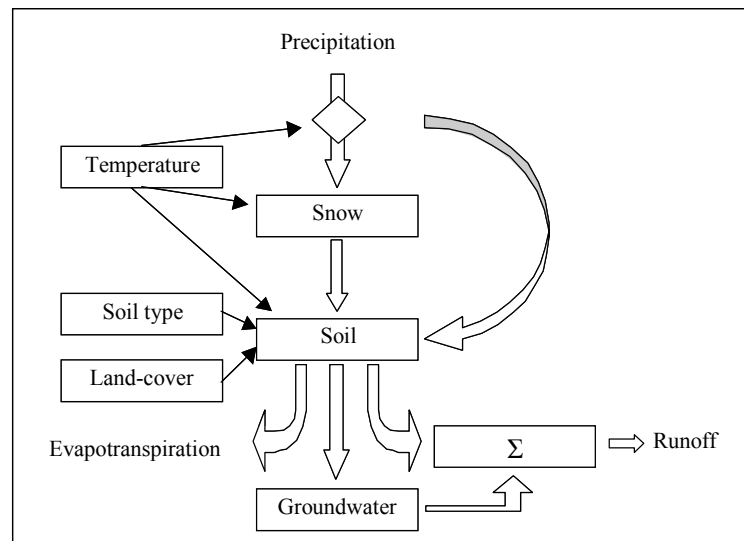 Precipitation
Temperature
Snow
Soil type
Soil
Land-cover
Evapotranspiration
Σ
Runoff
Groundwater